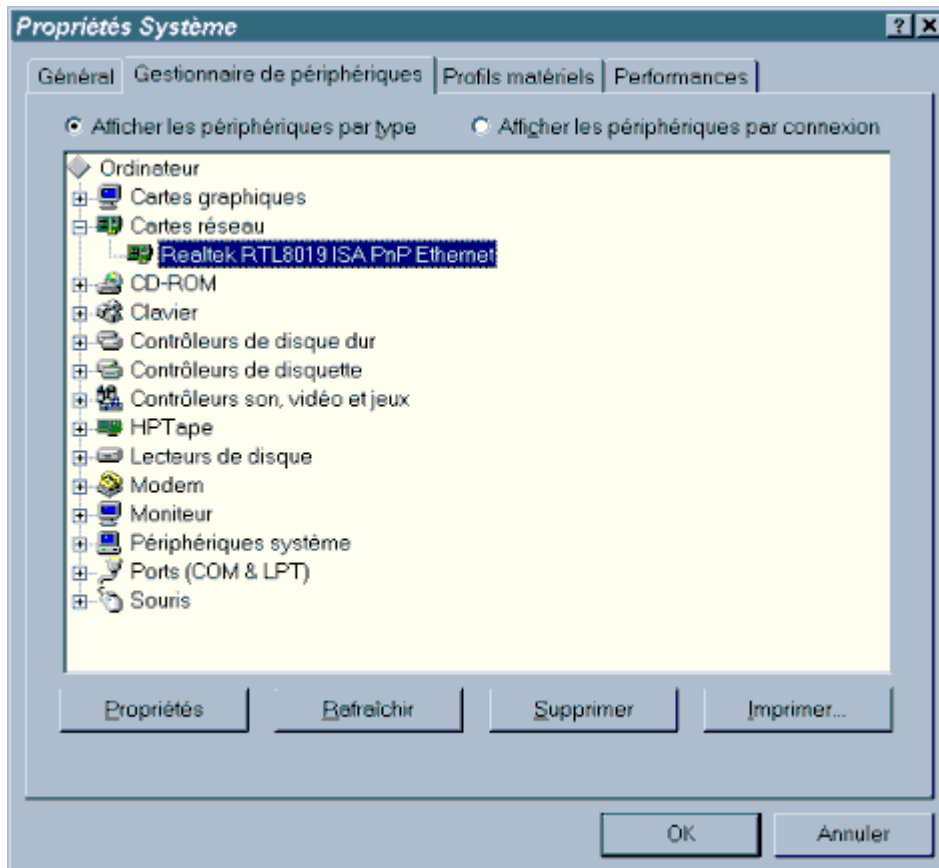 Propriétés Système
Général Gestionnaire de périphériques Profils matériels Performances
Afficher les périphériques par type Afficher les périphériques par connexion
Ordinateur
Cartes graphiques
Cartes réseau
Realtek RTL8019 ISA PnP Ethernet
CD-ROM
Clavier
Contrôleurs de disque dur
Contrôleurs de disquette
Contrôleurs son, vidéo et jeux
HPTape
Lecteurs de disque
Modem
Moniteur
Périphériques système
Ports (COM & LPT)
Souris
Propriétés Rafraîchir Supprimer Imprimer...
OK Annuler